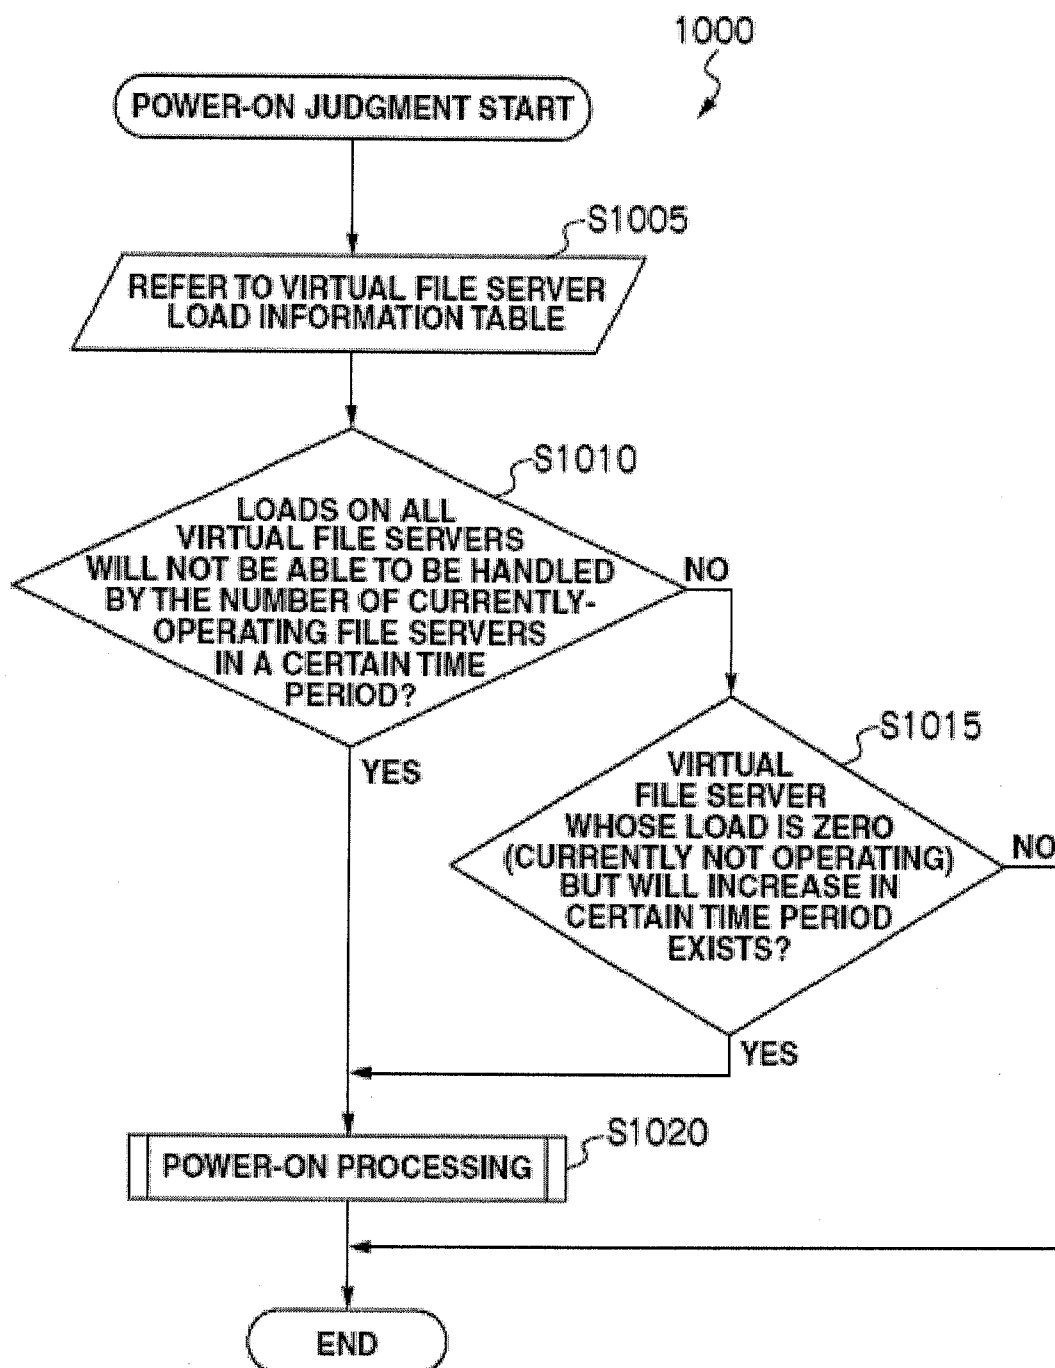 1000
POWER-ON JUDGMENT START
S1005
REFER TO VIRTUAL FILE SERVER
LOAD INFORMATION TABLE
S1010
LOADS ON ALL
VIRTUAL FILE SERVERS
WILL NOT BE ABLE TO BE HANDLED
BY THE NUMBER OF CURRENTLY-
OPERATING FILE SERVERS
IN A CERTAIN TIME
PERIOD?
NO
YES
S1015
VIRTUAL
FILE SERVER
WHOSE LOAD IS ZERO
(CURRENTLY NOT OPERATING)
BUT WILL INCREASE IN
CERTAIN TIME PERIOD
EXISTS?
NO
YES
S1020
POWER-ON PROCESSING
END